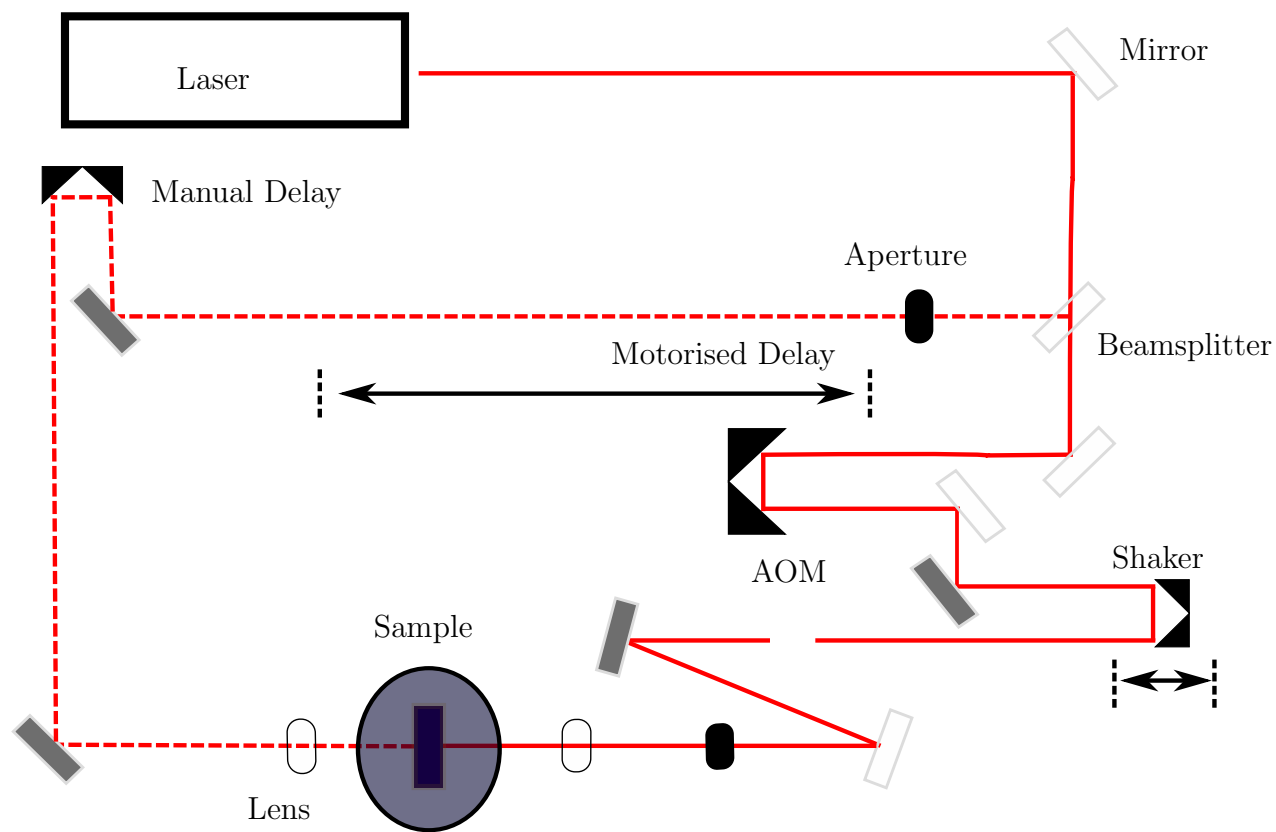 Mirror
Laser
Manual Delay
Aperture
Beamsplitter
Motorised Delay
Shaker
AOM
Sample
Lens